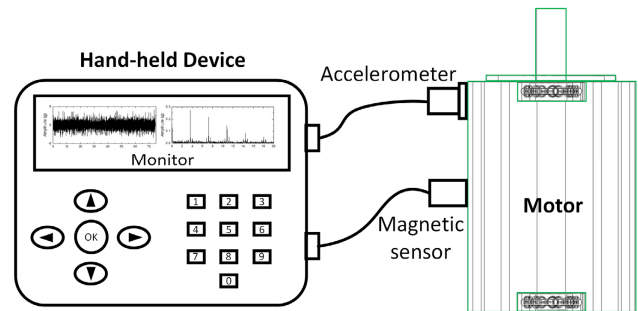 Hand-held Device
Accelerometer
Monitor
Motor
Magnetic
sensor
OK
1 2 3
4 5 6
7 8 9
0